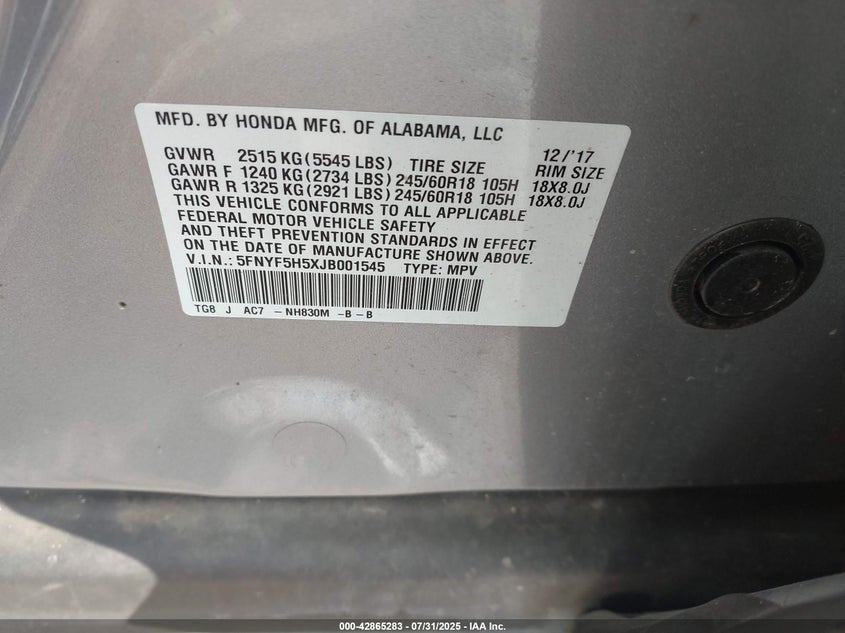 MFD. BY HONDA MFG. OF ALABAMA, LLC
12/'17
GVWR 2515 KG (5545 LBS) TIRE SIZE RIM SIZE
GAWR F 1240 KG (2734 LBS) 245/60R18 105H 18X8.0J
GAWR R 1325 KG (2921 LBS) 245/60R18 105H 18X8.0J
THIS VEHICLE CONFORMS TO ALL APPLICABLE
FEDERAL MOTOR VEHICLE SAFETY
AND THEFT PREVENTION STANDARDS IN EFFECT
ON THE DATE OF MANUFACTURE SHOWN ABOVE.
V.I.N.: 5FNYF5H5XJB001545 TYPE: MPV
TG8 J AC7 - NH830M - B - B
000-42865283 - 07/31/2025 - IAA Inc.